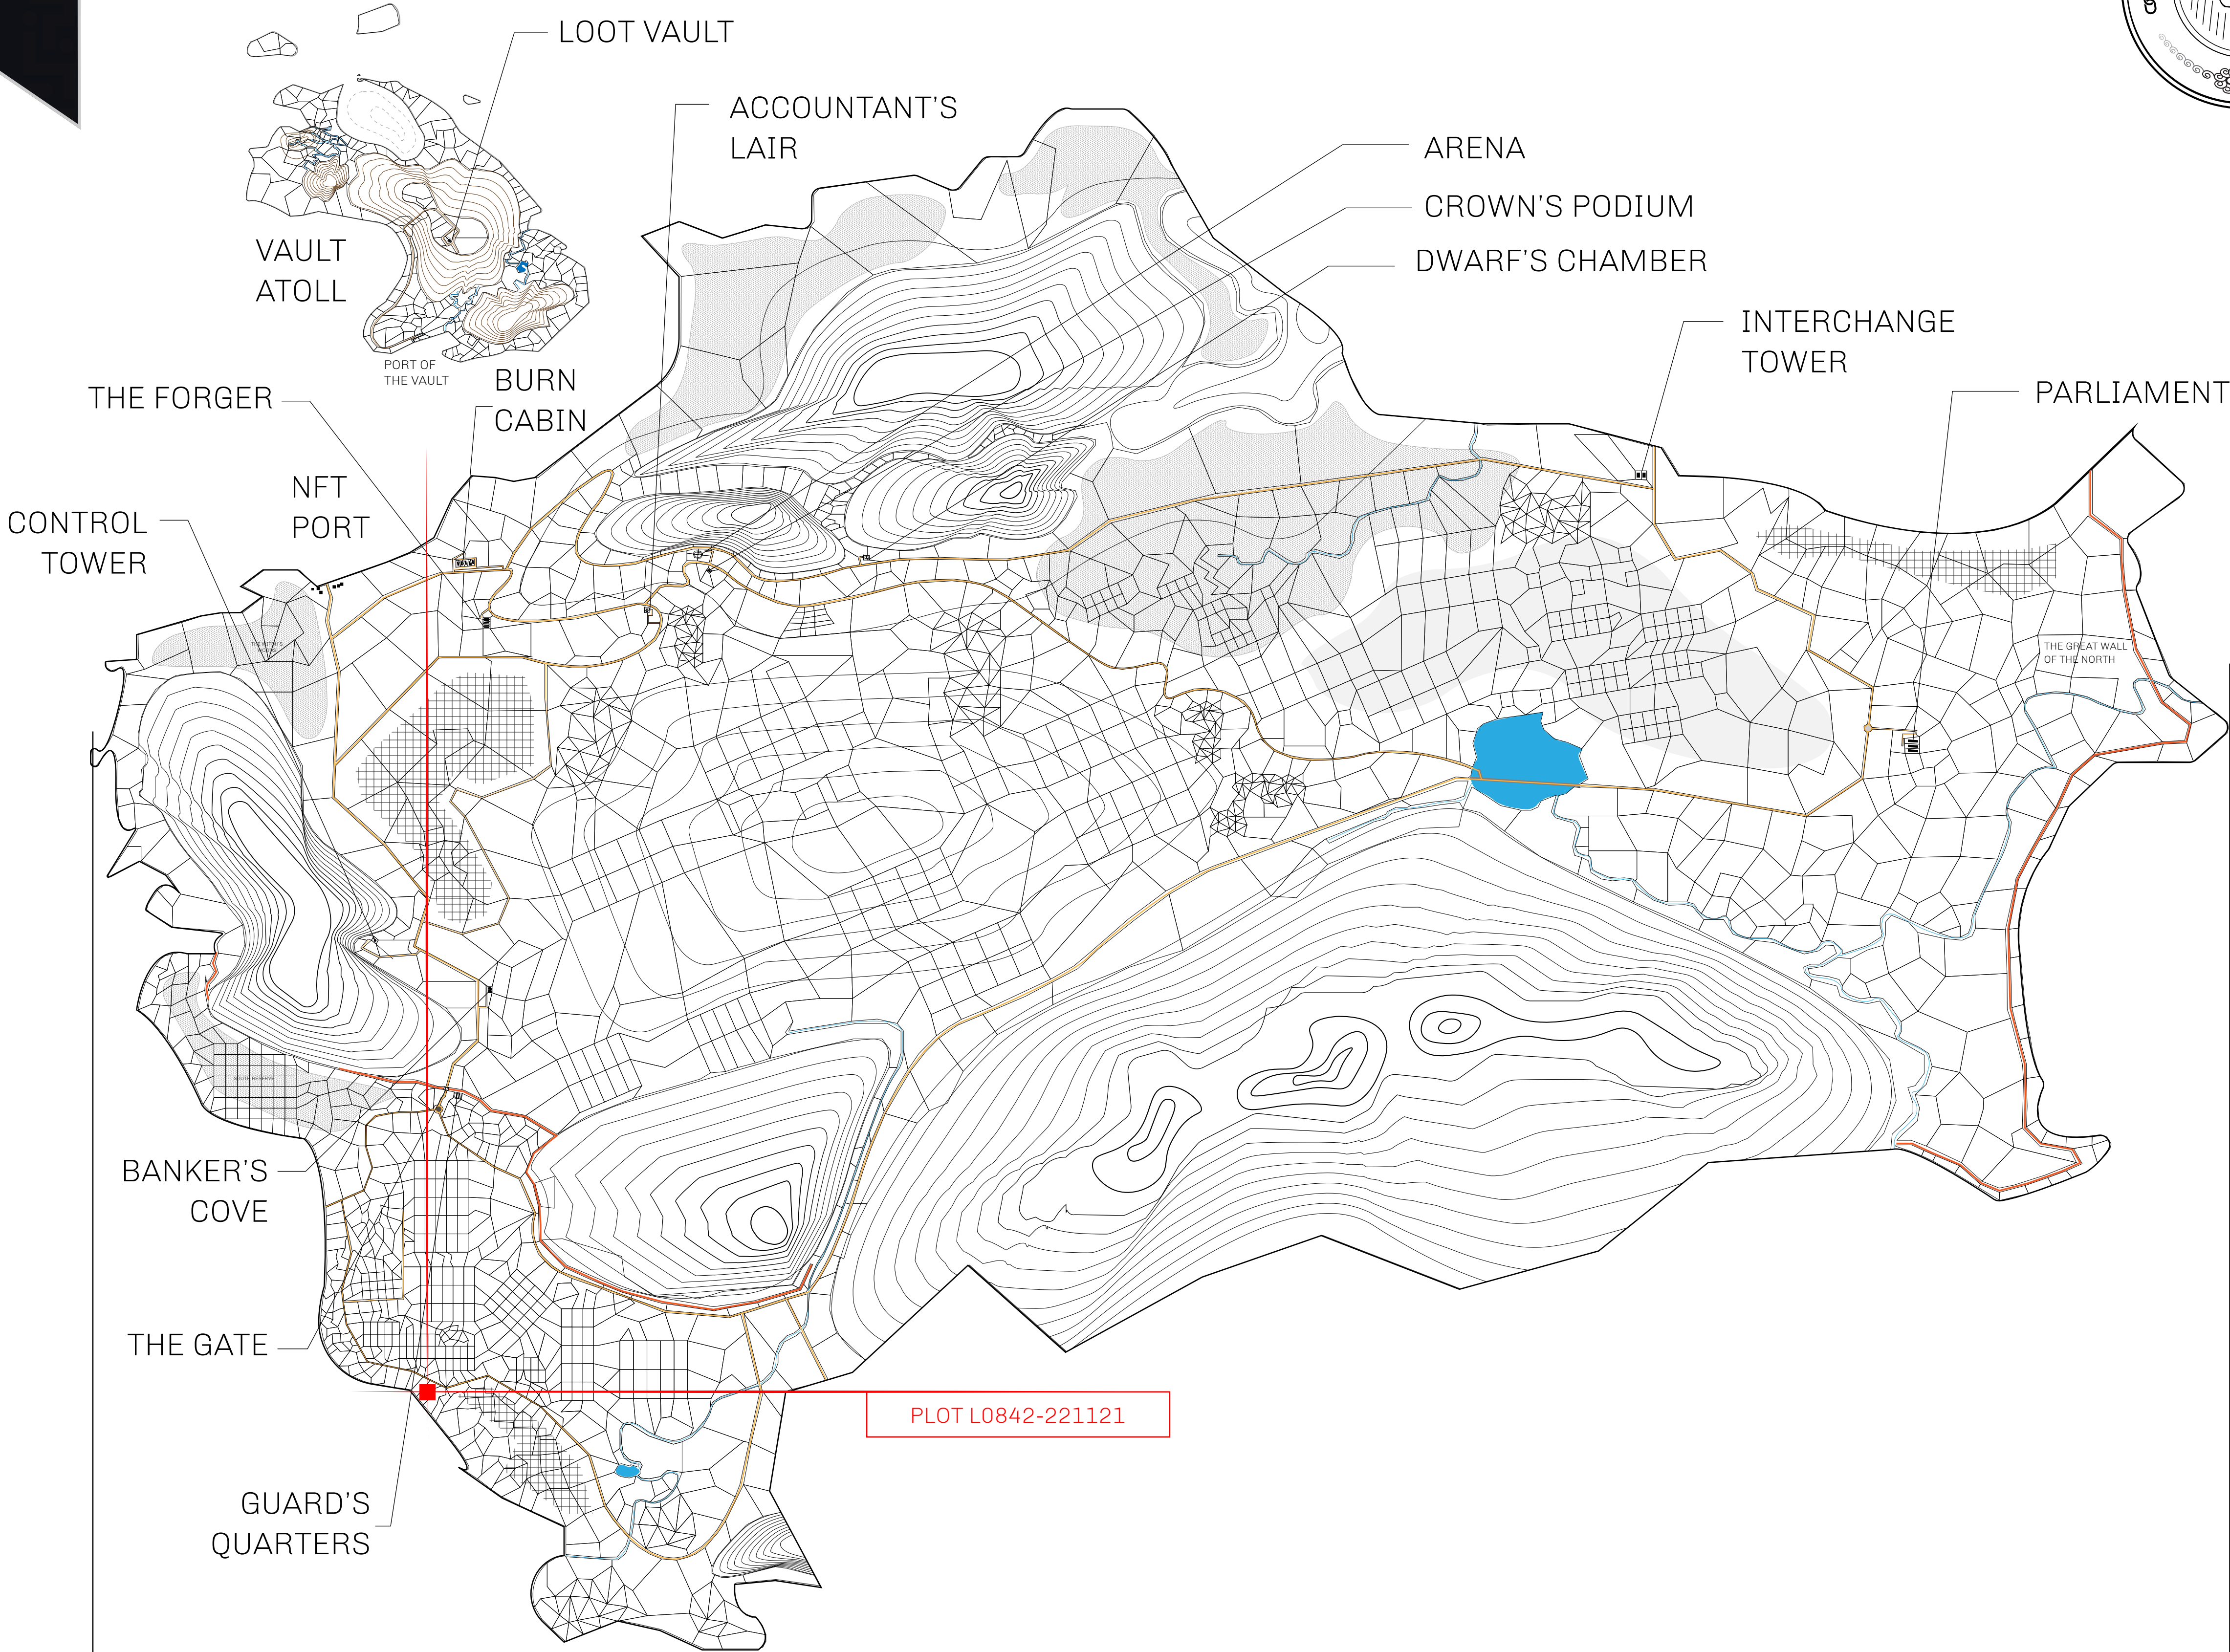 LOOT VAULT
ACCOUNTANT'S
LAIR
ARENA
CROWN'S PODIUM
DWARF'S CHAMBER
VAULT
ATOLL
INTERCHANGE
TOWER
PORT OF
THE VAULT
BURN
CABIN
THE FORGER
PARLIAMENT
NFT
PORT
CONTROL
TOWER
THE GREAT WALL
OF THE NORTH
SOUTH RESERVE
BANKER'S
COVE
THE GATE
PLOT L0842-221121
GUARD'S
QUARTERS